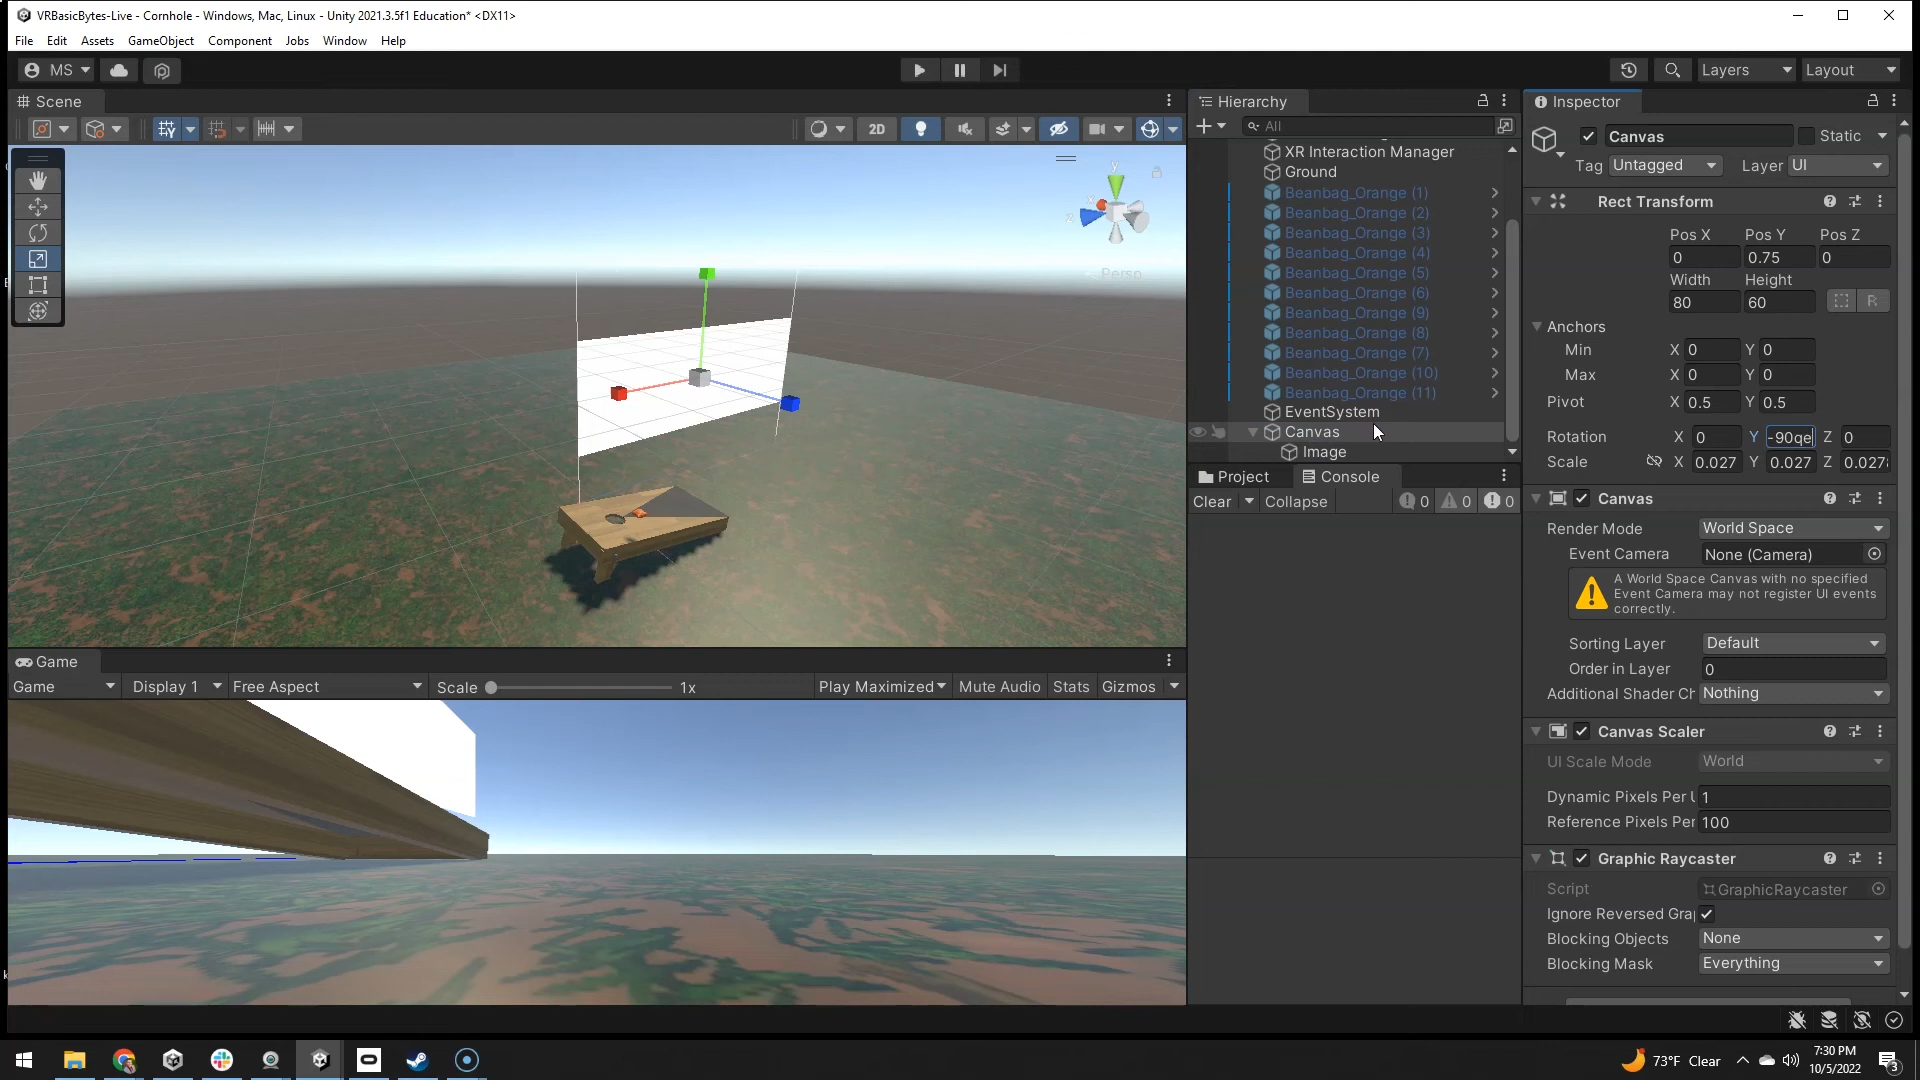 VRBasicBytes-Live - Cornhole - Windows, Mac, Linux - Unity 2021.3.5f1 Education* <DX11>
File Edit Assets GameObject Component Jobs Window Help
MS Layers Layout
Scene
2D
y
x
z
Persp
Hierarchy
All
XR Interaction Manager
Ground
Beanbag_Orange (1)
Beanbag_Orange (2)
Beanbag_Orange (3)
Beanbag_Orange (4)
Beanbag_Orange (5)
Beanbag_Orange (6)
Beanbag_Orange (9)
Beanbag_Orange (8)
Beanbag_Orange (7)
Beanbag_Orange (10)
Beanbag_Orange (11)
EventSystem
Canvas
Image
Project Console
Clear Collapse 0 0 0
Inspector
Canvas Static
Tag Untagged Layer UI
Rect Transform
Pos X Pos Y Pos Z
0 0.75 0
Width Height
80 60 R
Anchors
Min X 0 Y 0
Max X 0 Y 0
Pivot X 0.5 Y 0.5
Rotation X 0 Y -90qe Z 0
Scale X 0.027 Y 0.027 Z 0.027
Canvas
Render Mode World Space
Event Camera None (Camera)
A World Space Canvas with no specified
Event Camera may not register UI events
correctly.
Sorting Layer Default
Order in Layer 0
Additional Shader Ch Nothing
Canvas Scaler
UI Scale Mode World
Dynamic Pixels Per U 1
Reference Pixels Per 100
Graphic Raycaster
Script GraphicRaycaster
Ignore Reversed Gra
Blocking Objects None
Blocking Mask Everything
Game
Game Display 1 Free Aspect Scale 1x Play Maximized Mute Audio Stats Gizmos
73°F Clear
7:30 PM
10/5/2022
3